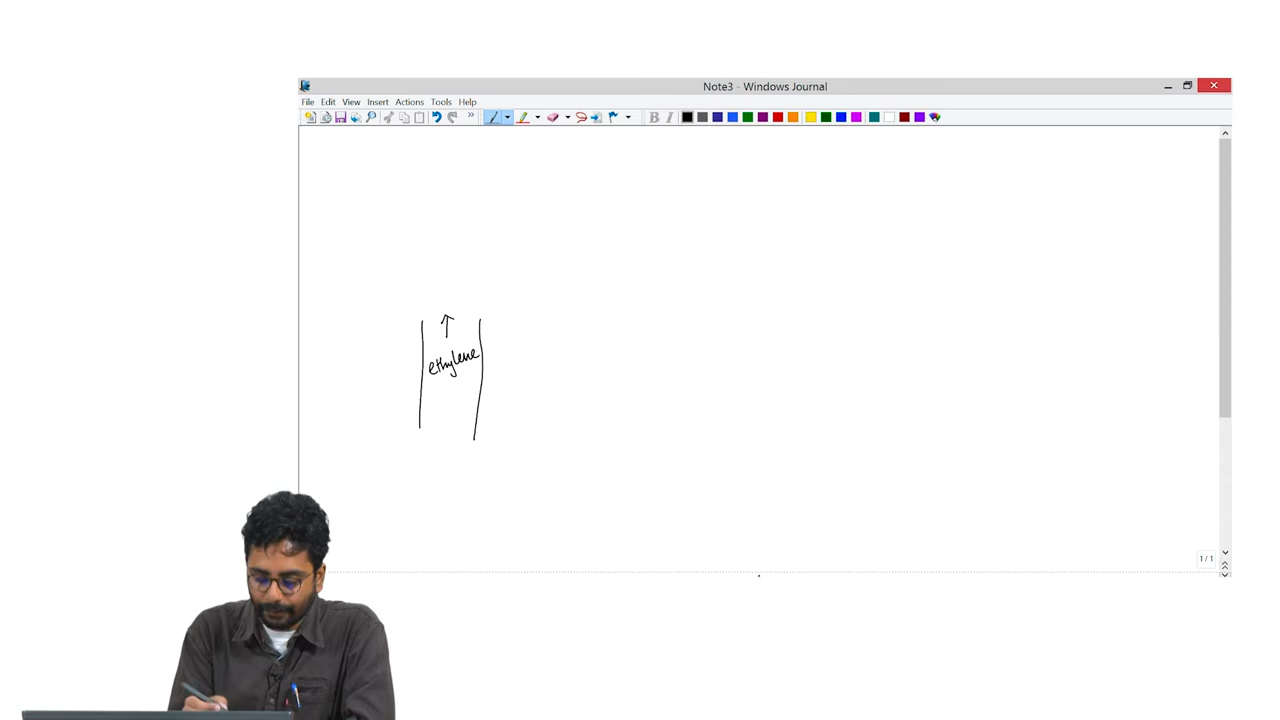 Note3 - Windows Journal
File Edit View Insert Actions Tools Help
» B I
↑
ethylene
1 / 1